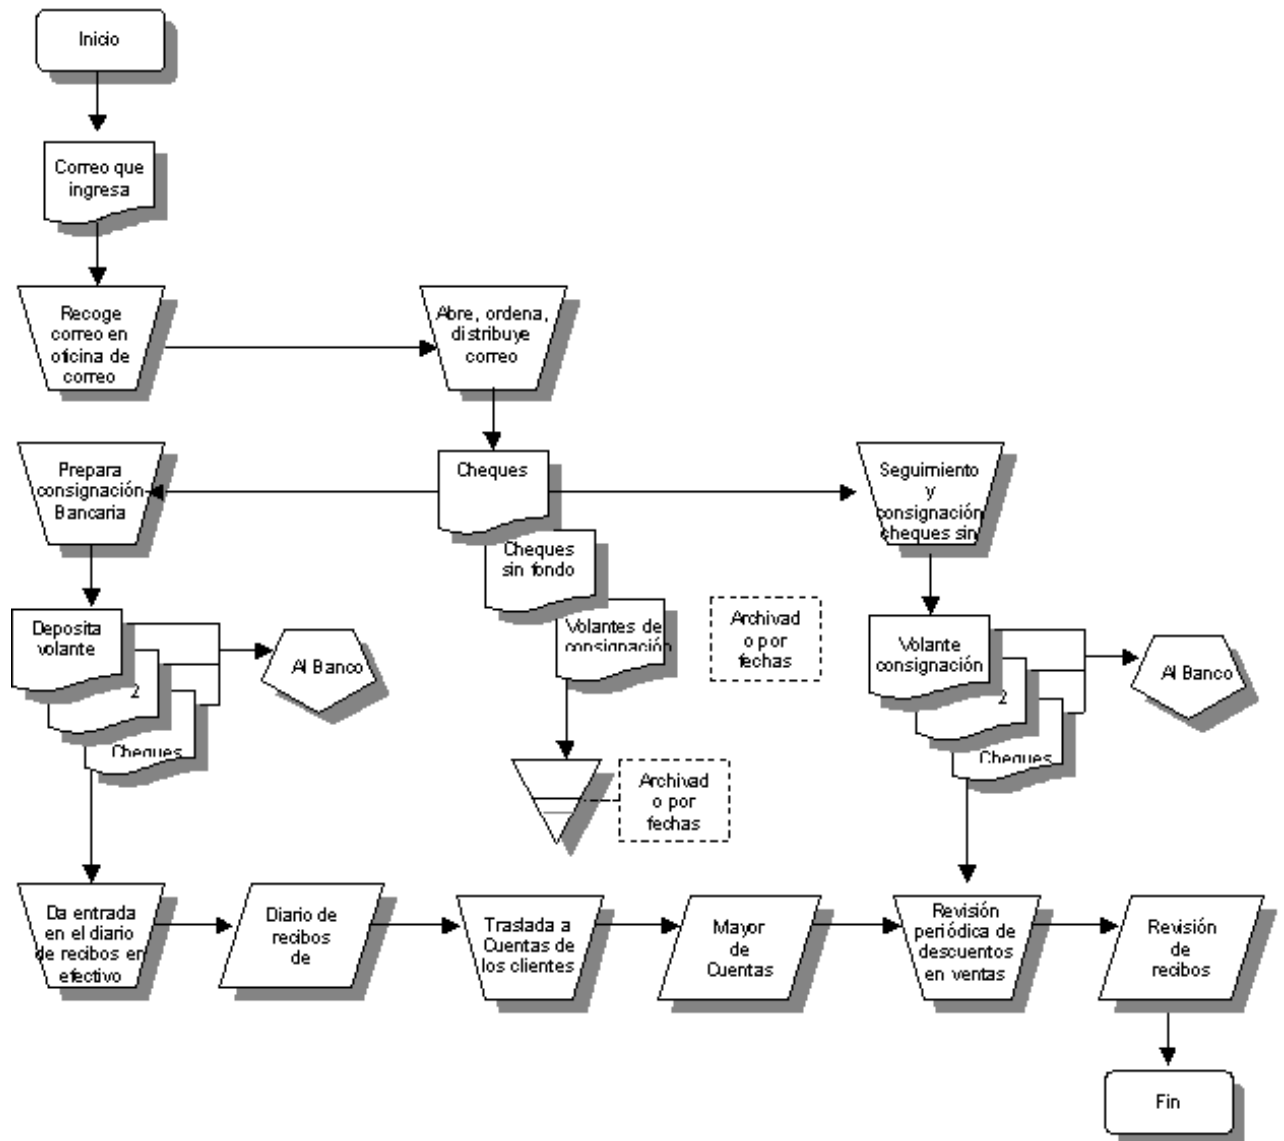 Inicio
Correo que
ingresa
Recoge
correo en
oficina de
correo
Abre, ordena,
distribuye
correo
Prepara
consignación
Bancaria
Cheques
Seguimiento
y
consignación
cheques sin
Cheques
sin fondo
Deposita
volante
2
Cheques
Al Banco
Volantes de
consignación
Archivad
o por
fechas
Volante
consignación
2
Cheques
Al Banco
Archivad
o por
fechas
Da entrada
en el diario
de recibos en
efectivo
Diario de
recibos
de
Traslada a
Cuentas de
los clientes
Mayor
de
Cuentas
Revisión
periódica de
descuentos
en ventas
Revisión
de
recibos
Fin